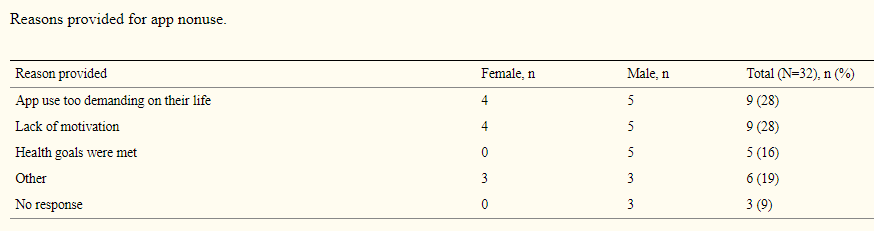 Reasons provided for app nonuse.
Reason provided Female, n Male, n Total (N=32), n (%)
App use too demanding on their life 4 5 9 (28)
Lack of motivation 4 5 9 (28)
Health goals were met 0 5 5 (16)
Other 3 3 6 (19)
No response 0 3 3 (9)